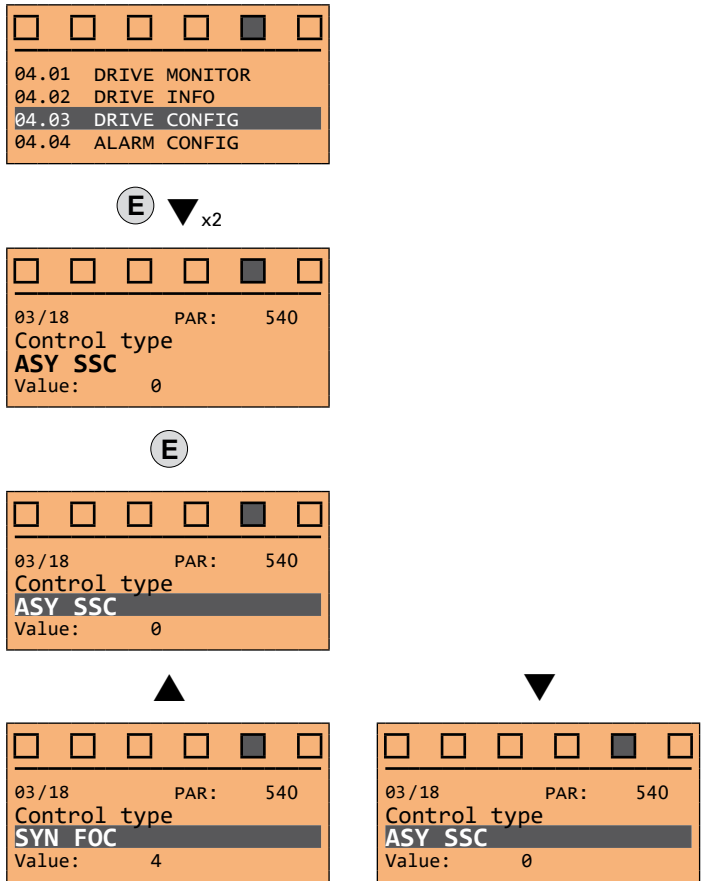 04.01 DRIVE MONITOR
04.02 DRIVE INFO
04.03 DRIVE CONFIG
04.04 ALARM CONFIG
E x2
03/18 PAR: 540
Control type
ASY SSC
Value: 0
E
03/18 PAR: 540
Control type
ASY SSC
Value: 0
03/18 PAR: 540
Control type
SYN FOC
Value: 4
03/18 PAR: 540
Control type
ASY SSC
Value: 0